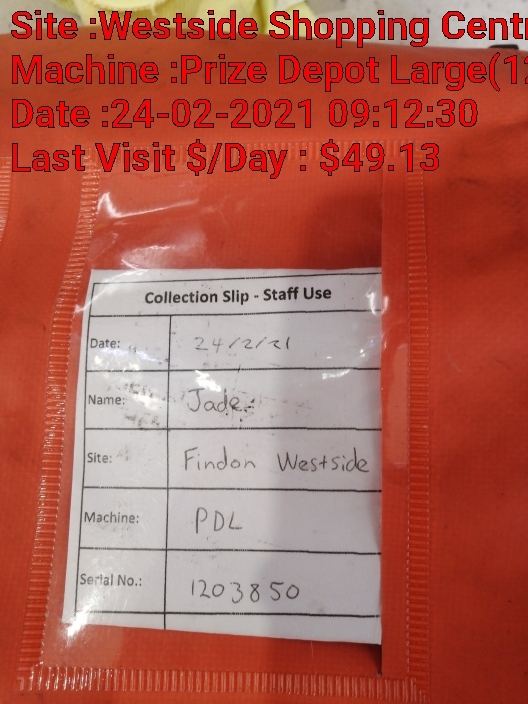 Site :Westside Shopping Centr
Machine :Prize Depot Large(12
Date :24-02-2021 09:12:30
Last Visit $/Day : $49.13
Collection Slip - Staff Use
Date: 24/2/21
Name: Jade
Site: Findon Westside
Machine: PDL
Serial No.: 1203850